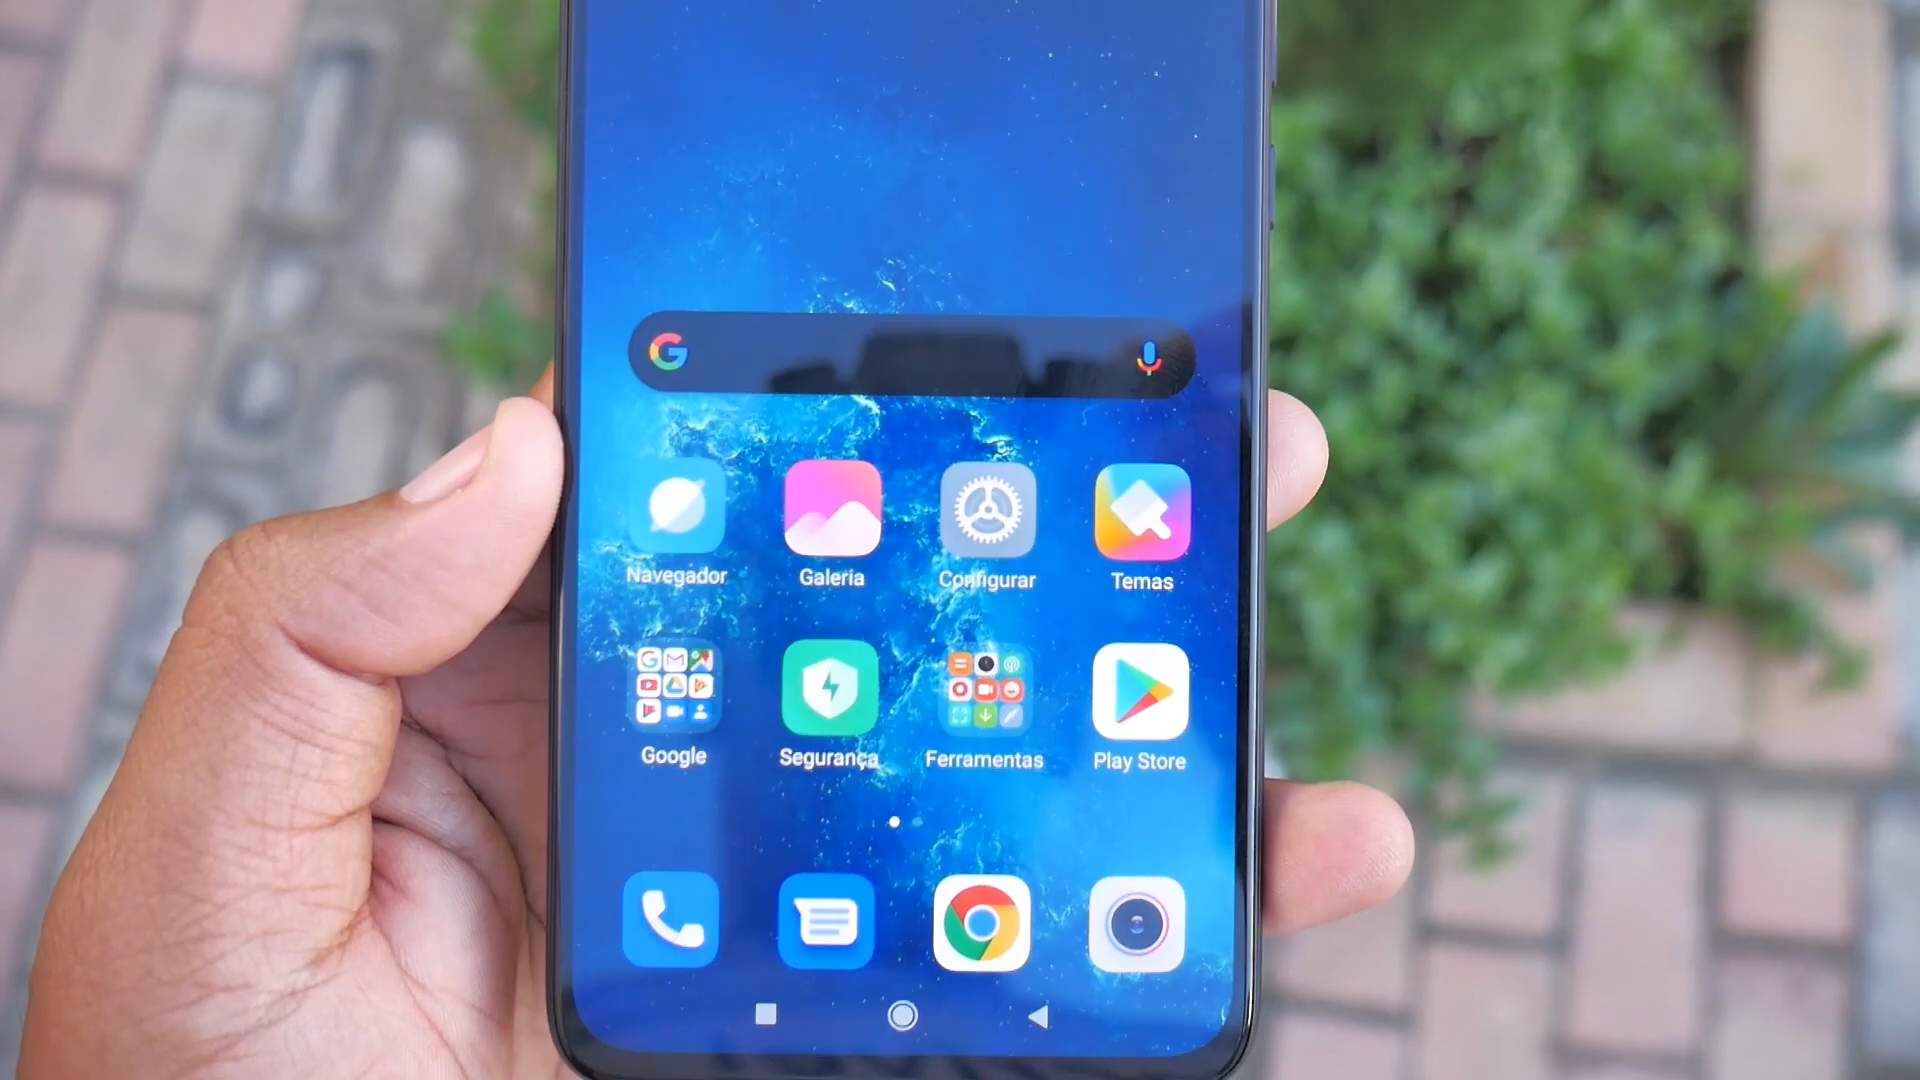 Navegador
Galeria
Configurar
Temas
Google
Segurança
Ferramentas
Play Store